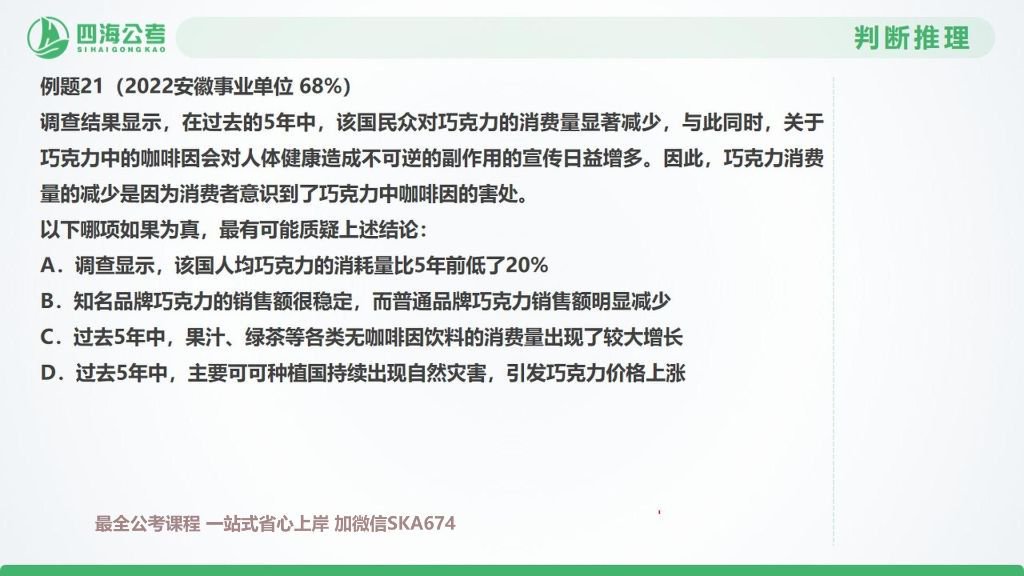 四海公考
SIHAIGONGKAO
判断推理
例题21（2022安徽事业单位 68%）
调查结果显示，在过去的5年中，该国民众对巧克力的消费量显著减少，与此同时，关于
巧克力中的咖啡因会对人体健康造成不可逆的副作用的宣传日益增多。因此，巧克力消费
量的减少是因为消费者意识到了巧克力中咖啡因的害处。
以下哪项如果为真，最有可能质疑上述结论：
A．调查显示，该国人均巧克力的消耗量比5年前低了20%
B．知名品牌巧克力的销售额很稳定，而普通品牌巧克力销售额明显减少
C．过去5年中，果汁、绿茶等各类无咖啡因饮料的消费量出现了较大增长
D．过去5年中，主要可可种植国持续出现自然灾害，引发巧克力价格上涨
最全公考课程 一站式省心上岸 加微信SKA674